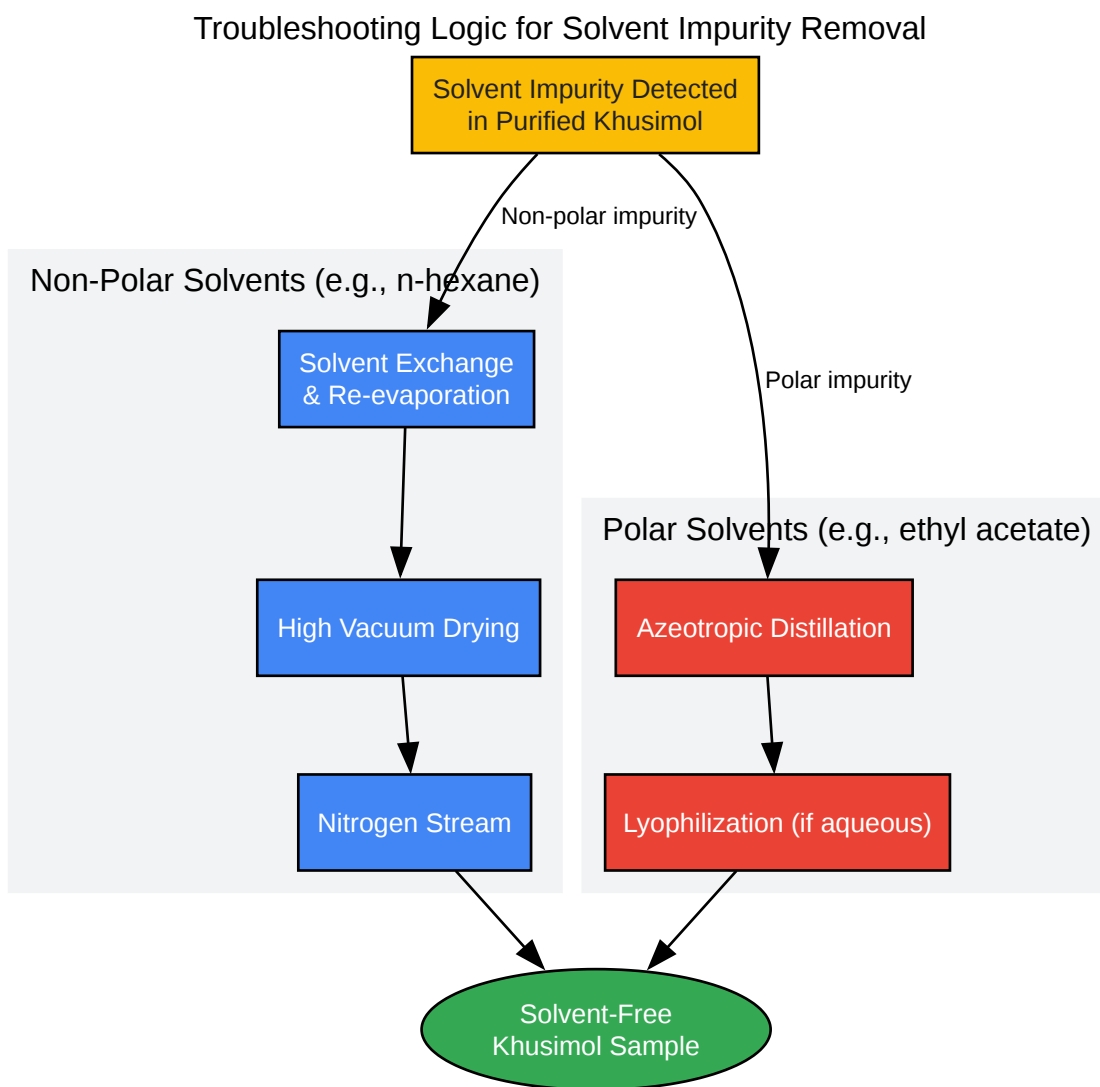 Troubleshooting Logic for Solvent Impurity Removal
Solvent Impurity Detected
in Purified Khusimol
Non-polar impurity
Non-Polar Solvents (e.g., n-hexane)
Solvent Exchange
& Re-evaporation
Polar impurity
Polar Solvents (e.g., ethyl acetate)
High Vacuum Drying
Azeotropic Distillation
Nitrogen Stream
Lyophilization (if aqueous)
Solvent-Free
Khusimol Sample